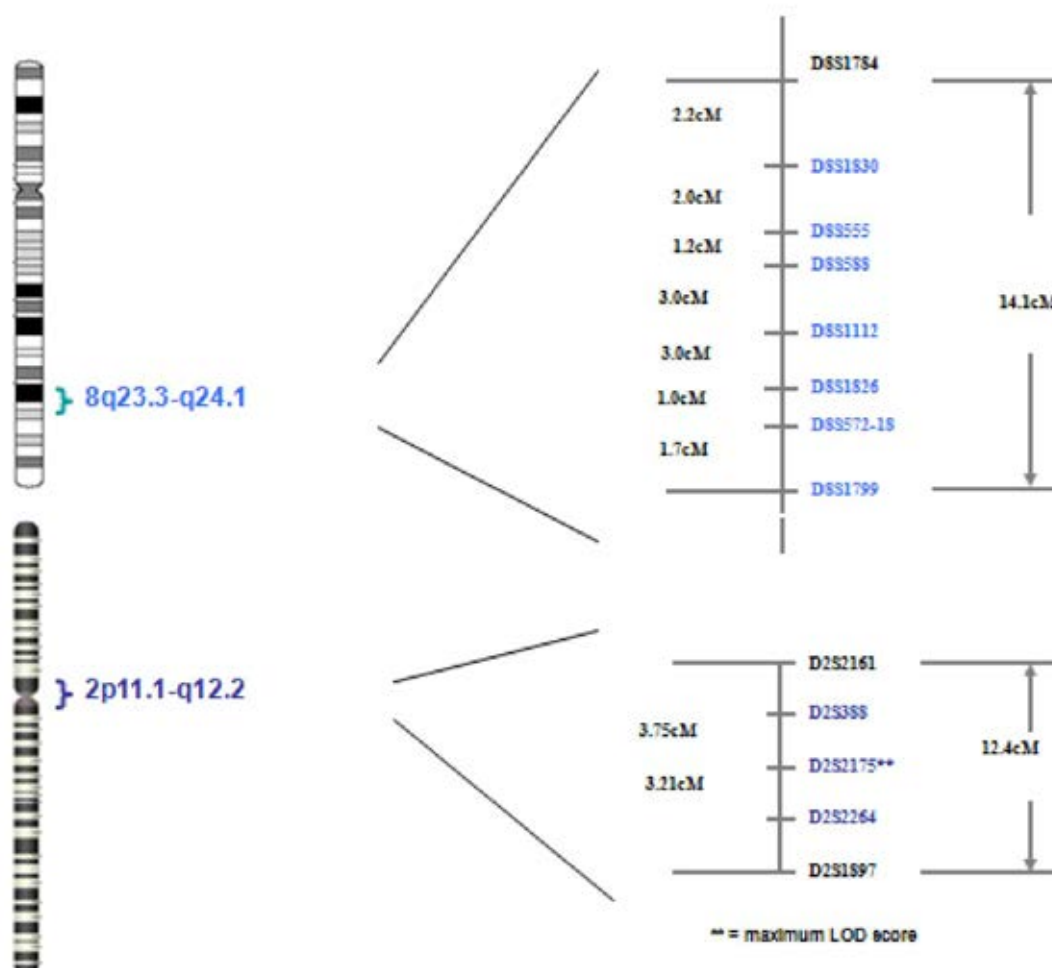 D8S1784
2.2cM
D8S1830
2.0cM
D8S555
1.2cM
D8S588
3.0cM
14.1cM
D8S1112
3.0cM
D8S1826
1.0cM
D8S572-18
1.7cM
D8S1799
8q23.3-q24.1
2p11.1-q12.2
D2S2161
D2S388
3.75cM
12.4cM
D2S2175**
3.21cM
D2S2264
D2S1897
** = maximum LOD score